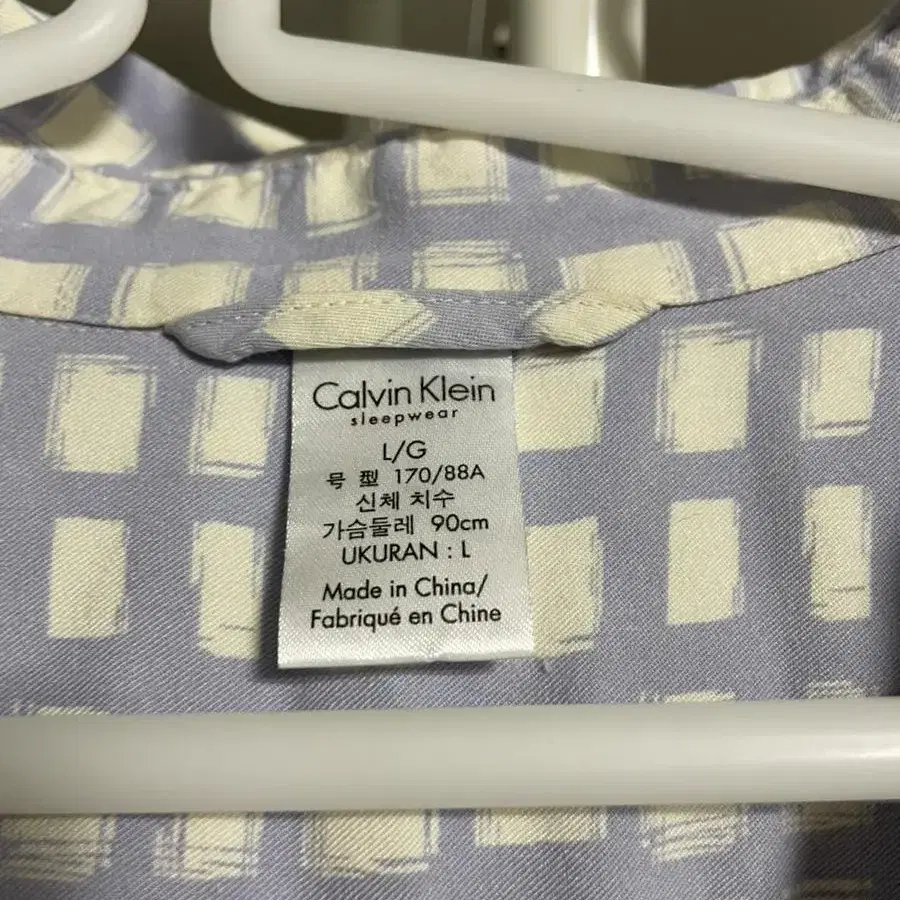 Calvin Klein
sleepwear
L/G
号 型 170/88A
신체 치수
가슴둘레 90cm
UKURAN : L
Made in China/
Fabriqué en Chine